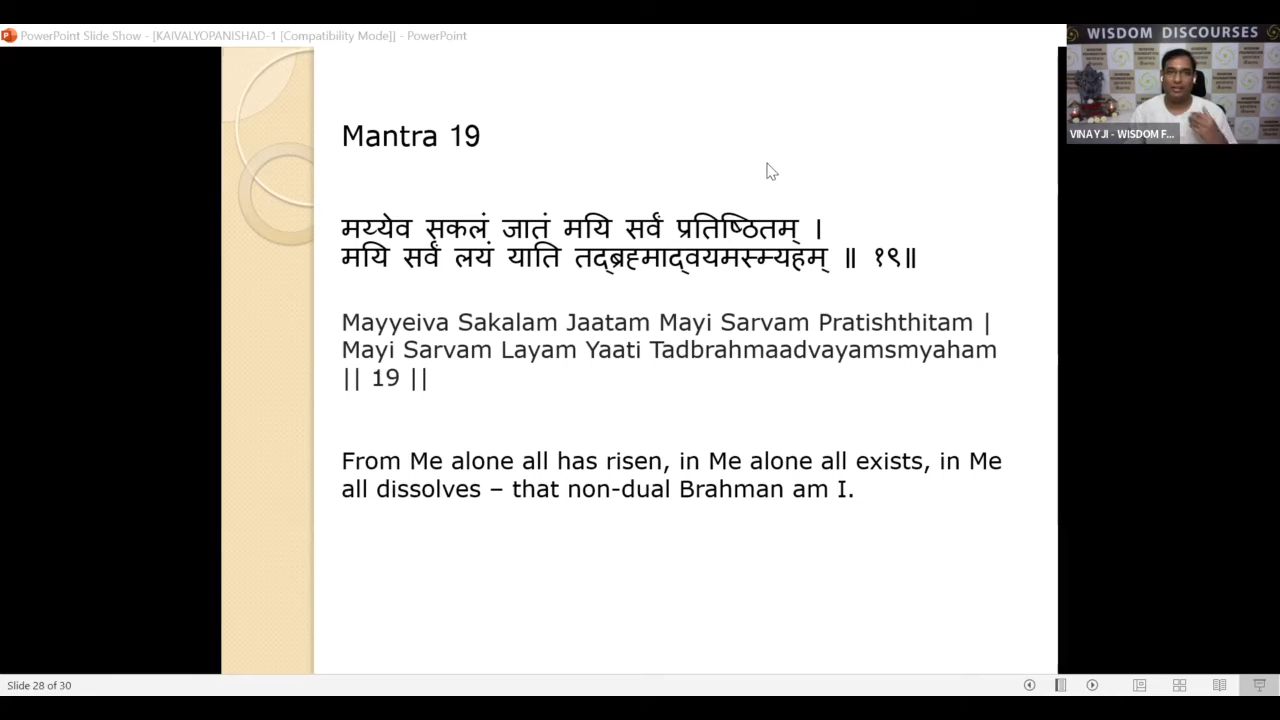 PowerPoint Slide Show - [KAIVALYOPANISHAD-1 [Compatibility Mode]] - PowerPoint
WISDOM DISCOURSES
VINAYJI - WISDOM F...
Mantra 19
मय्येव सकलं जातं मयि सर्वं प्रतिष्ठितम् ।
मयि सर्वं लयं याति तद्ब्रह्माद्वयमस्म्यहम् ॥ १९॥
Mayyeiva Sakalam Jaatam Mayi Sarvam Pratishthitam |
Mayi Sarvam Layam Yaati Tadbrahmaadvayamsmyaham
|| 19 ||
From Me alone all has risen, in Me alone all exists, in Me
all dissolves – that non-dual Brahman am I.
Slide 28 of 30